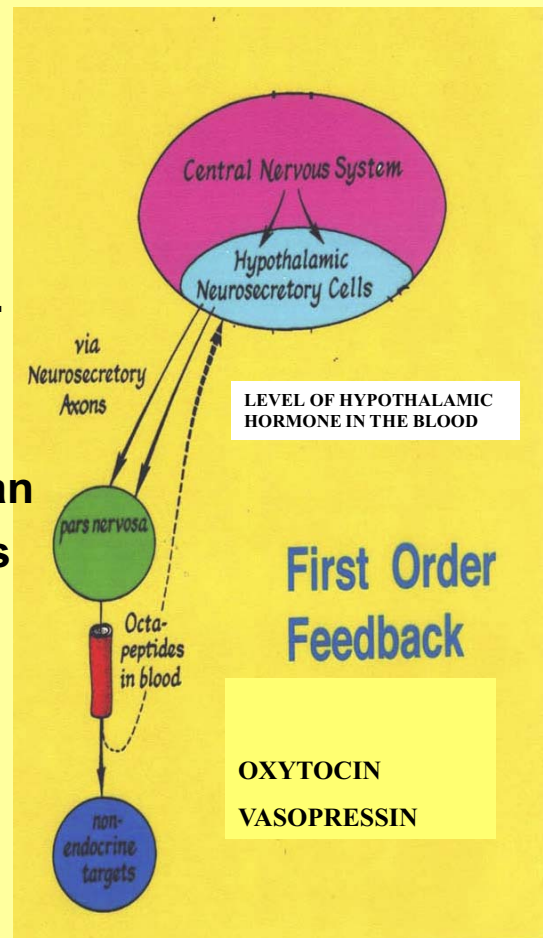 Central Nervous System
Hypothalamic
Neurosecretory Cells
via
Neurosecretory
Axons
LEVEL OF HYPOTHALAMIC
HORMONE IN THE BLOOD
an
s
pars nervosa
First Order
Feedback
Octa-
peptides
in blood
OXYTOCIN
VASOPRESSIN
non-
endocrine
targets